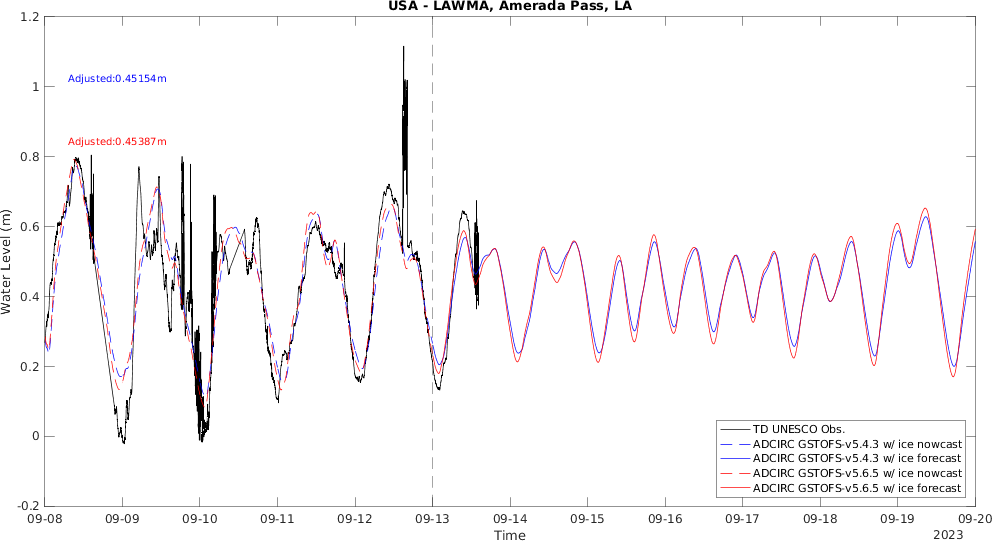 USA - LAWMA, Amerada Pass, LA
Adjusted:0.45154m
Adjusted:0.45387m
Water Level (m)
1.2
1
0.8
0.6
0.4
0.2
0
-0.2
TD UNESCO Obs.
ADCIRC GSTOFS-v5.4.3 w/ ice nowcast
ADCIRC GSTOFS-v5.4.3 w/ ice forecast
ADCIRC GSTOFS-v5.6.5 w/ ice nowcast
ADCIRC GSTOFS-v5.6.5 w/ ice forecast
09-08 09-09 09-10 09-11 09-12 09-13 09-14 09-15 09-16 09-17 09-18 09-19 09-20
Time
2023